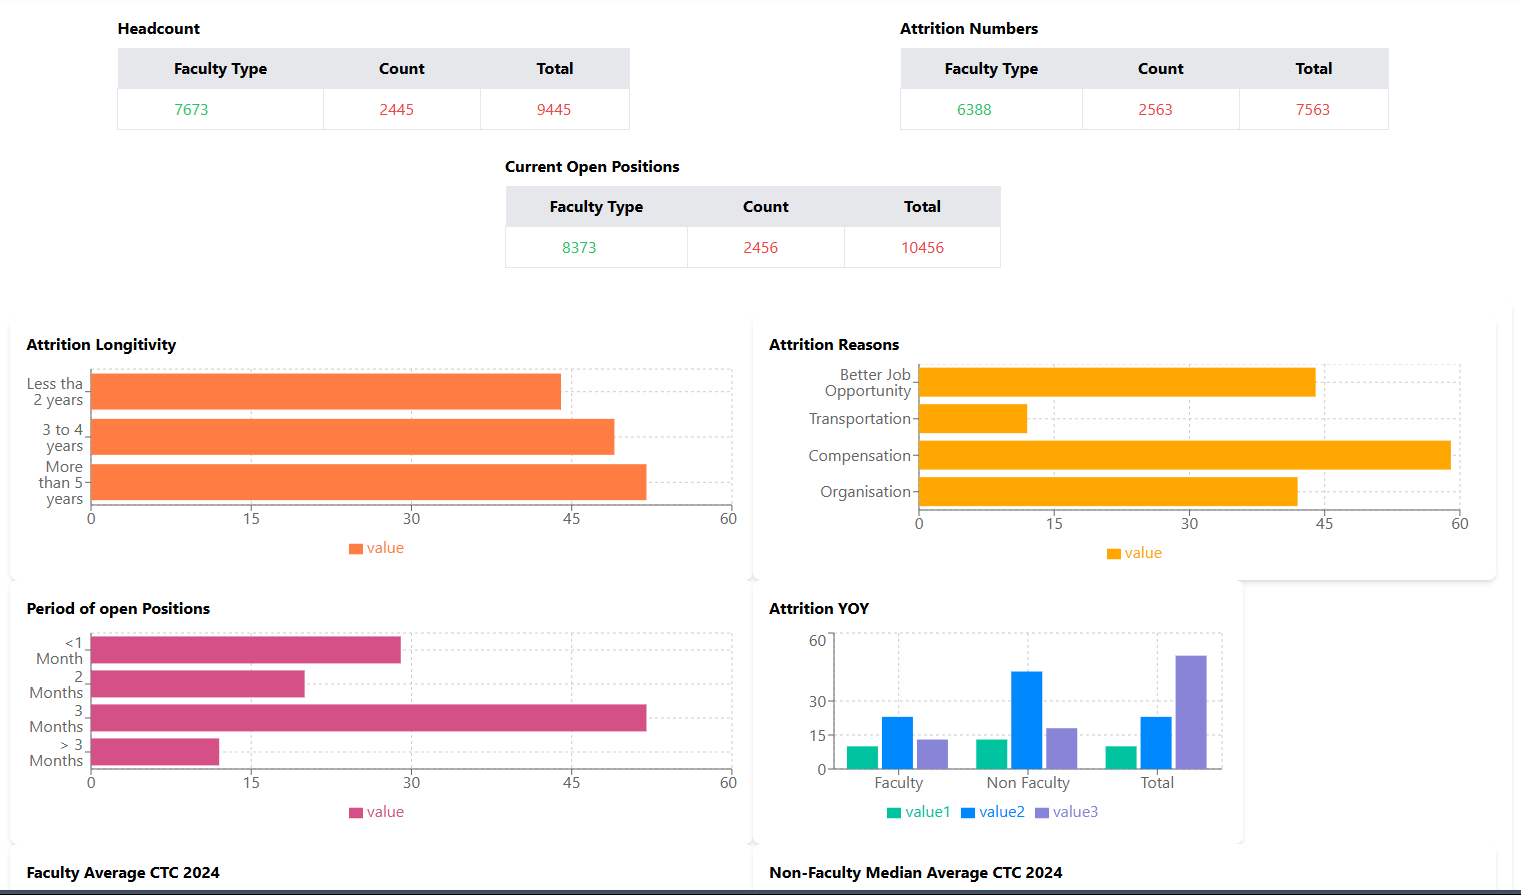 Headcount
Faculty Type Count Total
7673 2445 9445
Attrition Numbers
Faculty Type Count Total
6388 2563 7563
Current Open Positions
Faculty Type Count Total
8373 2456 10456
Attrition Longitivity
Less tha
2 years
3 to 4
years
More
than 5
years
0 15 30 45 60
value
Attrition Reasons
Better Job
Opportunity
Transportation
Compensation
Organisation
0 15 30 45 60
value
Period of open Positions
<1
Month
2
Months
3
Months
> 3
Months
0 15 30 45 60
value
Attrition YOY
60
30
15
0
Faculty Non Faculty Total
value1 value2 value3
Faculty Average CTC 2024
Non-Faculty Median Average CTC 2024